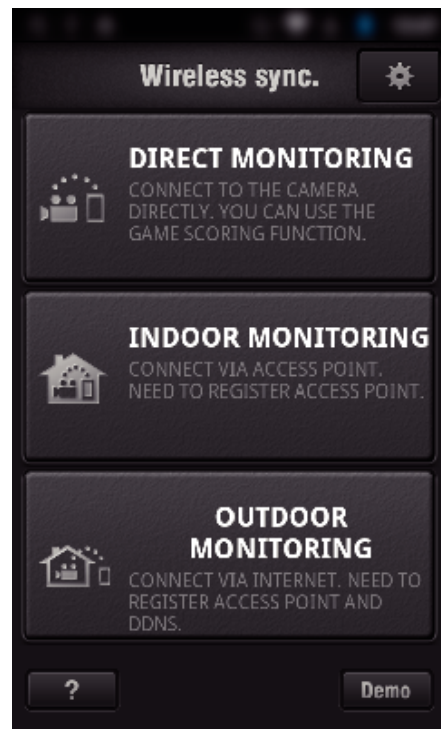 Wireless sync.
DIRECT MONITORING
CONNECT TO THE CAMERA
DIRECTLY. YOU CAN USE THE
GAME SCORING FUNCTION.
INDOOR MONITORING
CONNECT VIA ACCESS POINT.
NEED TO REGISTER ACCESS POINT.
OUTDOOR
MONITORING
CONNECT VIA INTERNET. NEED TO
REGISTER ACCESS POINT AND
DDNS.
?
Demo